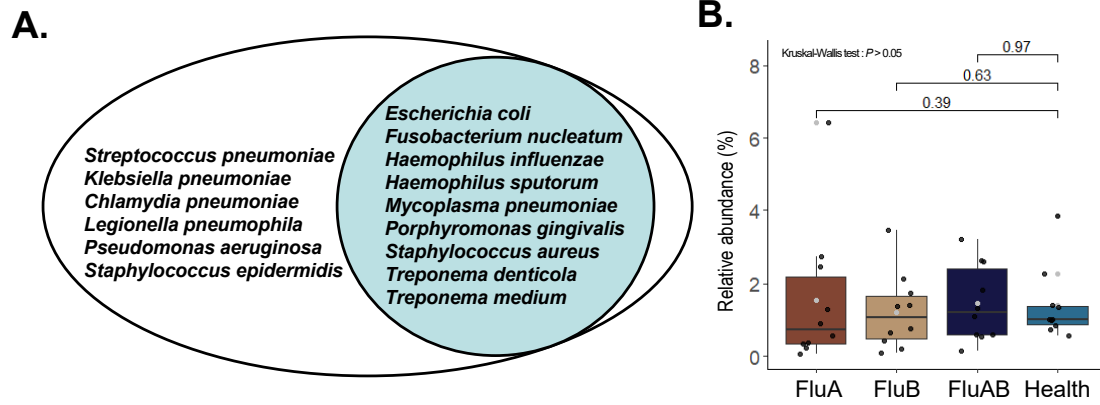 A.
Streptococcus pneumoniae
Klebsiella pneumoniae
Chlamydia pneumoniae
Legionella pneumophila
Pseudomonas aeruginosa
Staphylococcus epidermidis
Escherichia coli
Fusobacterium nucleatum
Haemophilus influenzae
Haemophilus sputorum
Mycoplasma pneumoniae
Porphyromonas gingivalis
Staphylococcus aureus
Treponema denticola
Treponema medium
B.
Kruskal-Wallis test : P > 0.05
0.97
0.63
0.39
Relative abundance (%)
8
6
4
2
0
FluA FluB FluAB Health